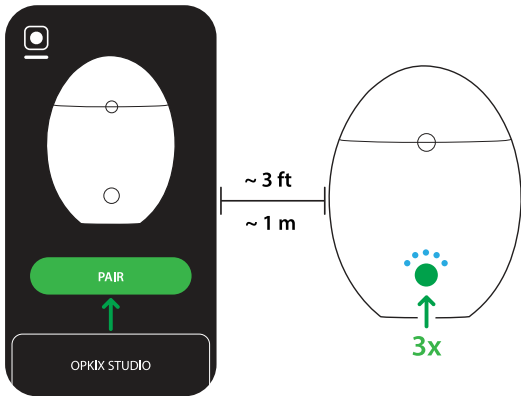 ~ 3 ft
~ 1 m
PAIR
OPKIX STUDIO
3x